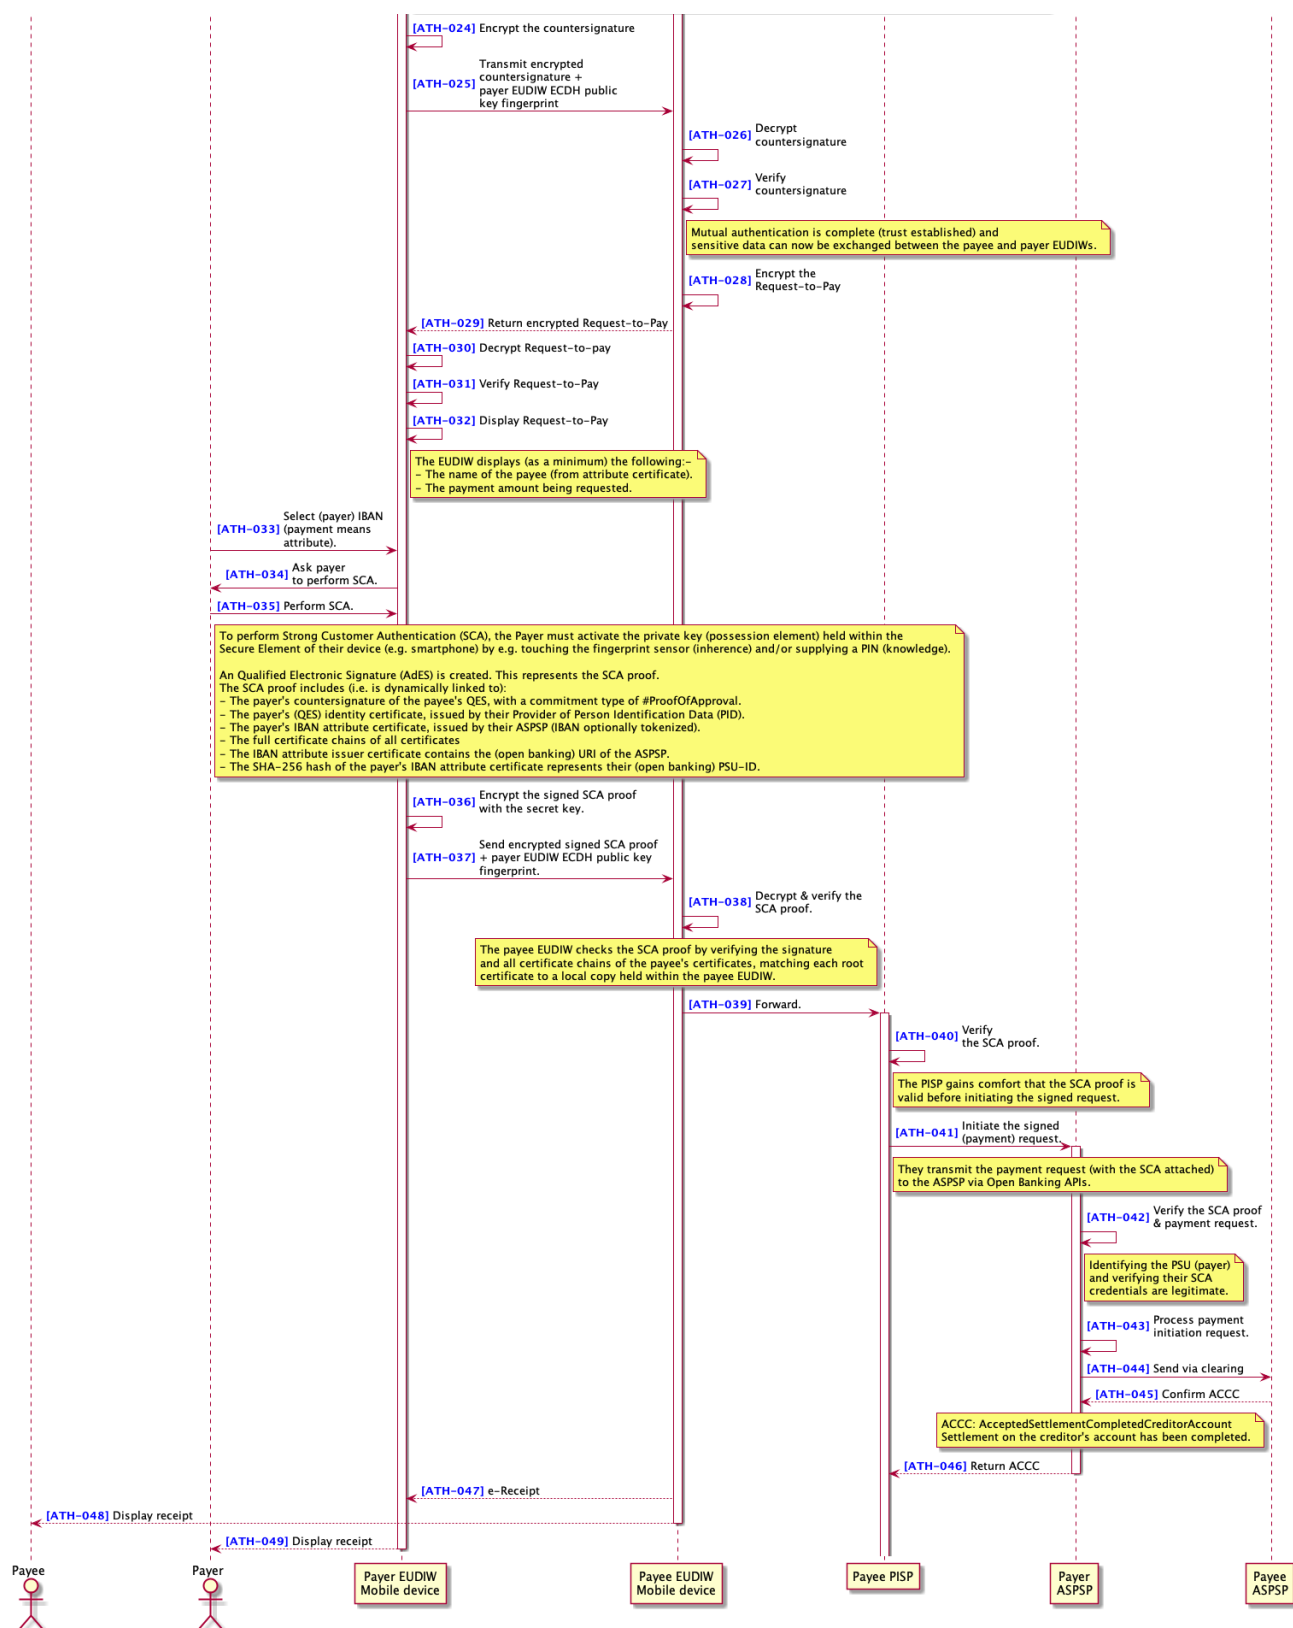 [ATH-024] Encrypt the countersignature
Transmit encrypted
countersignature +
[ATH-025] payer EUDIW ECDH public
key fingerprint
[ATH-026] Decrypt
countersignature
[ATH-027] Verify
countersignature
Mutual authentication is complete (trust established) and
sensitive data can now be exchanged between the payee and payer EUDIWs.
[ATH-028] Encrypt the
Request-to-Pay
[ATH-029] Return encrypted Request-to-Pay
[ATH-030] Decrypt Request-to-pay
[ATH-031] Verify Request-to-Pay
[ATH-032] Display Request-to-Pay
The EUDIW displays (as a minimum) the following:-
- The name of the payee (from attribute certificate).
- The payment amount being requested.
Select (payer) IBAN
[ATH-033] (payment means
attribute).
[ATH-034] Ask payer
to perform SCA.
[ATH-035] Perform SCA.
To perform Strong Customer Authentication (SCA), the Payer must activate the private key (possession element) held within the
Secure Element of their device (e.g. smartphone) by e.g. touching the fingerprint sensor (inherence) and/or supplying a PIN (knowledge).
An Qualified Electronic Signature (AdES) is created. This represents the SCA proof.
The SCA proof includes (i.e. is dynamically linked to):
- The payer's countersignature of the payee's QES, with a commitment type of #ProofOfApproval.
- The payer's (QES) identity certificate, issued by their Provider of Person Identification Data (PID).
- The payer's IBAN attribute certificate, issued by their ASPSP (IBAN optionally tokenized).
- The full certificate chains of all certificates
- The IBAN attribute issuer certificate contains the (open banking) URI of the ASPSP.
- The SHA-256 hash of the payer's IBAN attribute certificate represents their (open banking) PSU-ID.
[ATH-036] Encrypt the signed SCA proof
with the secret key.
Send encrypted signed SCA proof
[ATH-037] + payer EUDIW ECDH public key
fingerprint.
[ATH-038] Decrypt & verify the
SCA proof.
The payee EUDIW checks the SCA proof by verifying the signature
and all certificate chains of the payee's certificates, matching each root
certificate to a local copy held within the payee EUDIW.
[ATH-039] Forward.
[ATH-040] Verify
the SCA proof.
The PISP gains comfort that the SCA proof is
valid before initiating the signed request.
[ATH-041] Initiate the signed
(payment) request.
They transmit the payment request (with the SCA attached)
to the ASPSP via Open Banking APIs.
[ATH-042] Verify the SCA proof
& payment request.
Identifying the PSU (payer)
and verifying their SCA
credentials are legitimate.
[ATH-043] Process payment
initiation request.
[ATH-044] Send via clearing
[ATH-045] Confirm ACCC
ACCC: AcceptedSettlementCompletedCreditorAccount
Settlement on the creditor's account has been completed.
[ATH-046] Return ACCC
[ATH-047] e-Receipt
[ATH-048] Display receipt
[ATH-049] Display receipt
Payee
Payer
Payer EUDIW
Mobile device
Payee EUDIW
Mobile device
Payee PISP
Payer
ASPSP
Payee
ASPSP